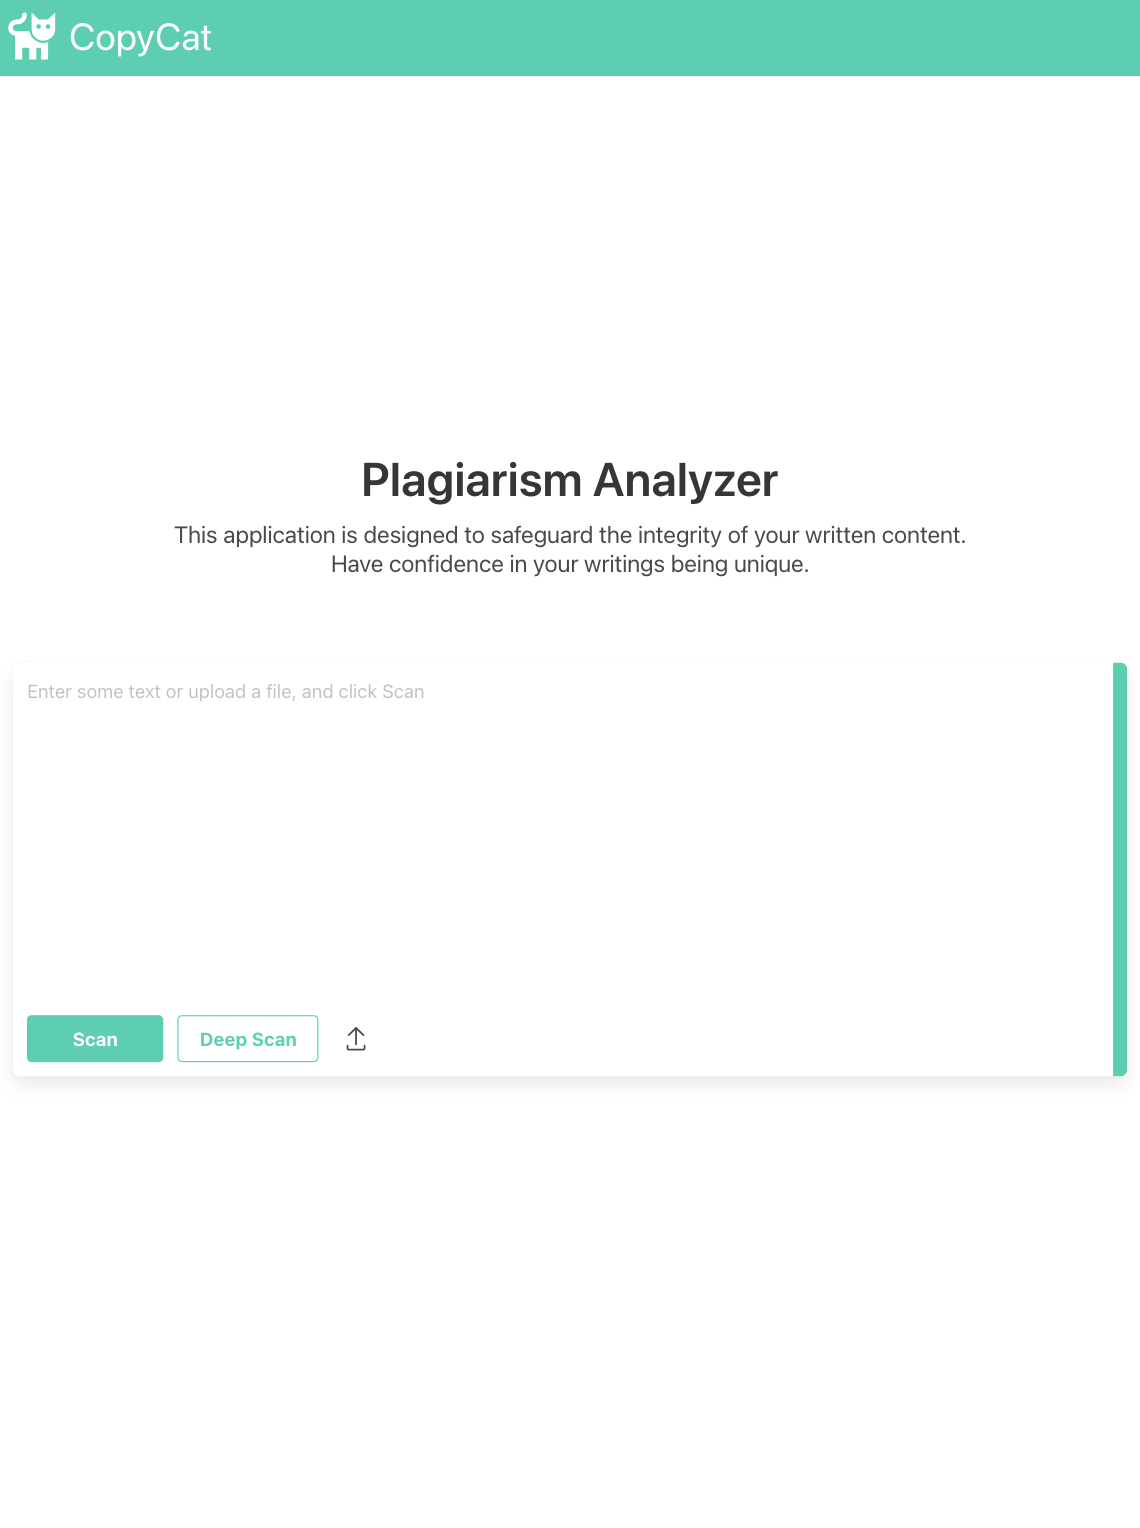 CopyCat
Plagiarism Analyzer
This application is designed to safeguard the integrity of your written content.
Have confidence in your writings being unique.
Enter some text or upload a file, and click Scan
Scan
Deep Scan